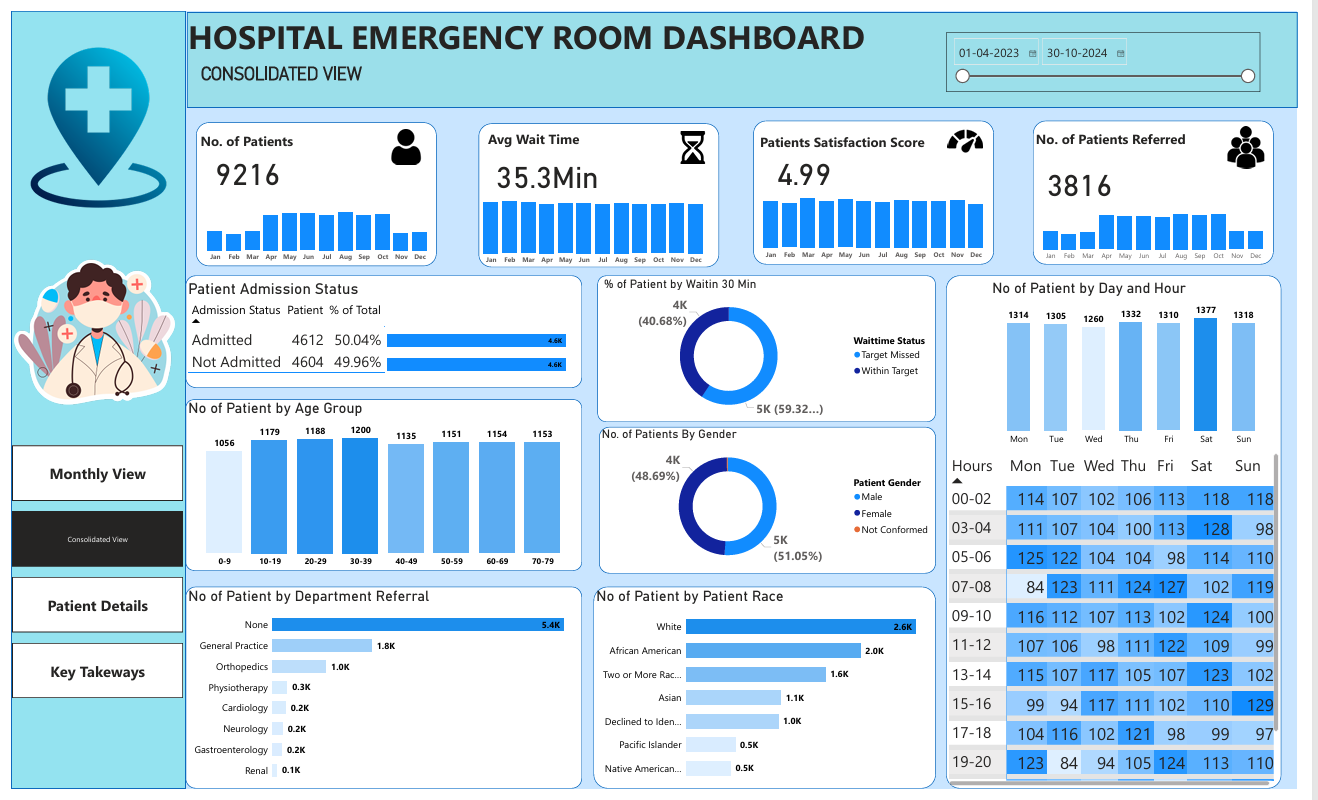 HOSPITAL EMERGENCY ROOM DASHBOARD
CONSOLIDATED VIEW
01-04-2023 30-10-2024
No. of Patients
9216
Jan Feb Mar Apr May Jun Jul Aug Sep Oct Nov Dec
Avg Wait Time
35.3Min
Jan Feb Mar Apr May Jun Jul Aug Sep Oct Nov Dec
Patients Satisfaction Score
4.99
Jan Feb Mar Apr May Jun Jul Aug Sep Oct Nov Dec
No. of Patients Referred
3816
Jan Feb Mar Apr May Jun Jul Aug Sep Oct Nov Dec
Monthly View
Consolidated View
Patient Details
Key Takeways
Patient Admission Status
Admission Status Patient % of Total
Admitted 4612 50.04% 4.6K
Not Admitted 4604 49.96% 4.6K
No of Patient by Age Group
1056 1179 1188 1200 1135 1151 1154 1153
0-9 10-19 20-29 30-39 40-49 50-59 60-69 70-79
No of Patient by Department Referral
None 5.4K
General Practice 1.8K
Orthopedics 1.0K
Physiotherapy 0.3K
Cardiology 0.2K
Neurology 0.2K
Gastroenterology 0.2K
Renal 0.1K
% of Patient by Waitin 30 Min
4K
(40.68%)
5K (59.32...)
Waittime Status
Target Missed
Within Target
No. of Patients By Gender
4K
(48.69%)
5K
(51.05%)
Patient Gender
Male
Female
Not Conformed
No of Patient by Patient Race
White 2.6K
African American 2.0K
Two or More Rac... 1.6K
Asian 1.1K
Declined to Iden... 1.0K
Pacific Islander 0.5K
Native American... 0.5K
No of Patient by Day and Hour
1314 1305 1260 1332 1310 1377 1318
Mon Tue Wed Thu Fri Sat Sun
Hours Mon Tue Wed Thu Fri Sat Sun
00-02 114 107 102 106 113 118 118
03-04 111 107 104 100 113 128 98
05-06 125 122 104 104 98 114 110
07-08 84 123 111 124 127 102 119
09-10 116 112 107 113 102 124 100
11-12 107 106 98 111 122 109 99
13-14 115 107 117 105 107 123 102
15-16 99 94 117 111 102 110 129
17-18 104 116 102 121 98 99 97
19-20 123 84 94 105 124 113 110